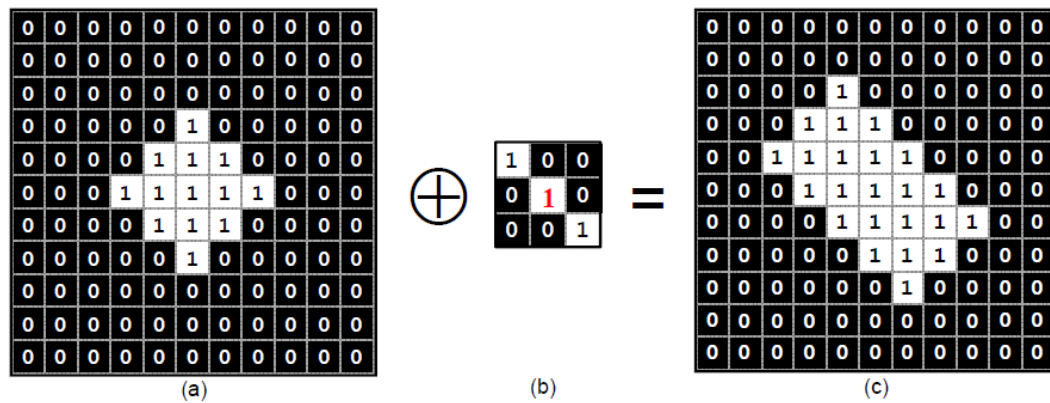 0 0 0 0 0 0 0 0 0 0 0
0 0 0 0 0 0 0 0 0 0 0
0 0 0 0 0 0 0 0 0 0 0
0 0 0 0 0 1 0 0 0 0 0
0 0 0 0 1 1 1 0 0 0 0
0 0 0 1 1 1 1 1 0 0 0
0 0 0 0 1 1 1 0 0 0 0
0 0 0 0 0 1 0 0 0 0 0
0 0 0 0 0 0 0 0 0 0 0
0 0 0 0 0 0 0 0 0 0 0
0 0 0 0 0 0 0 0 0 0 0
(a)
⊕
1 0 0
0 1 0
0 0 1
(b)
=
0 0 0 0 0 0 0 0 0 0 0
0 0 0 0 0 0 0 0 0 0 0
0 0 0 0 1 0 0 0 0 0 0
0 0 0 1 1 1 0 0 0 0 0
0 0 1 1 1 1 1 0 0 0 0
0 0 0 1 1 1 1 1 0 0 0
0 0 0 0 1 1 1 1 1 0 0
0 0 0 0 0 1 1 1 0 0 0
0 0 0 0 0 0 1 0 0 0 0
0 0 0 0 0 0 0 0 0 0 0
0 0 0 0 0 0 0 0 0 0 0
(c)